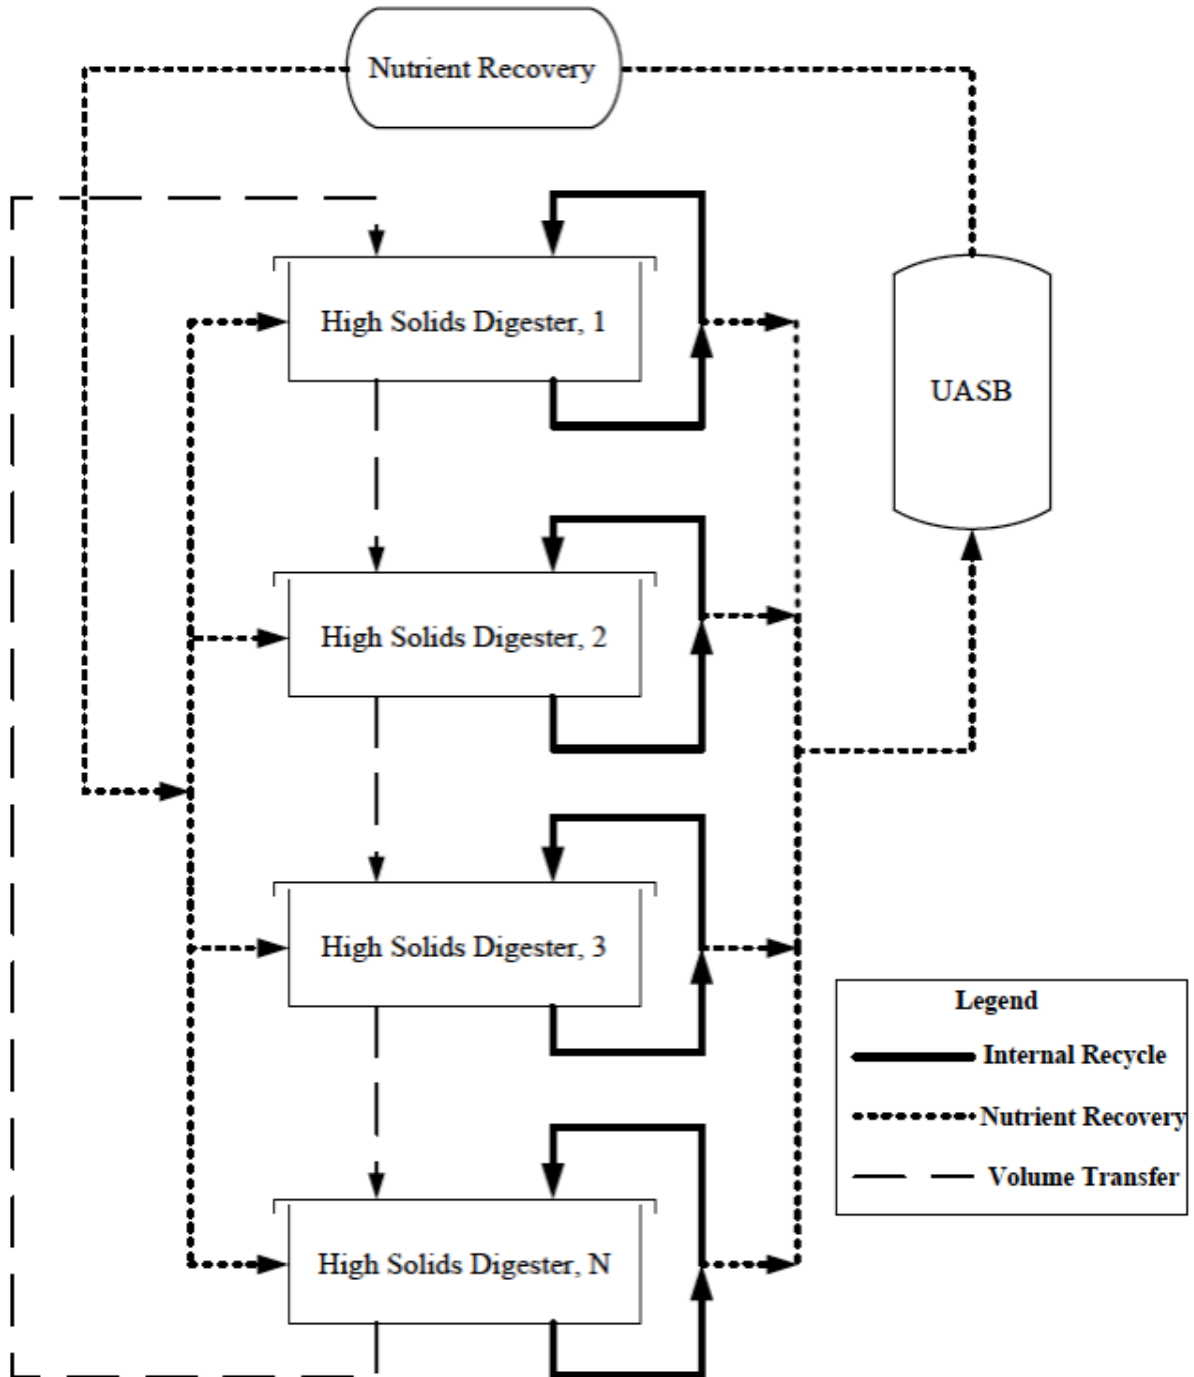 Nutrient Recovery
High Solids Digester, 1
UASB
High Solids Digester, 2
High Solids Digester, 3
High Solids Digester, N
Legend
Internal Recycle
Nutrient Recovery
Volume Transfer